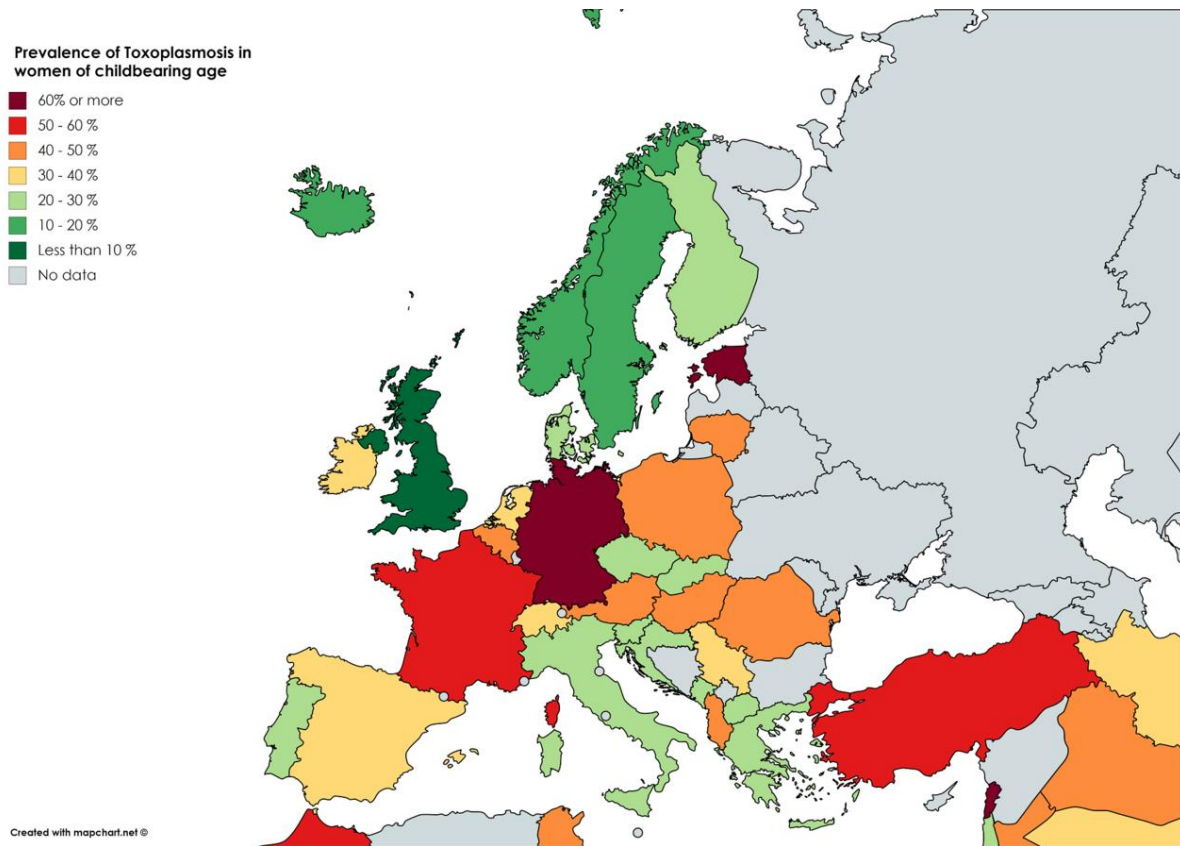 Prevalence of Toxoplasmosis in
women of childbearing age
60% or more
50 - 60 %
40 - 50 %
30 - 40 %
20 - 30 %
10 - 20 %
Less than 10 %
No data
Created with mapchart.net ©